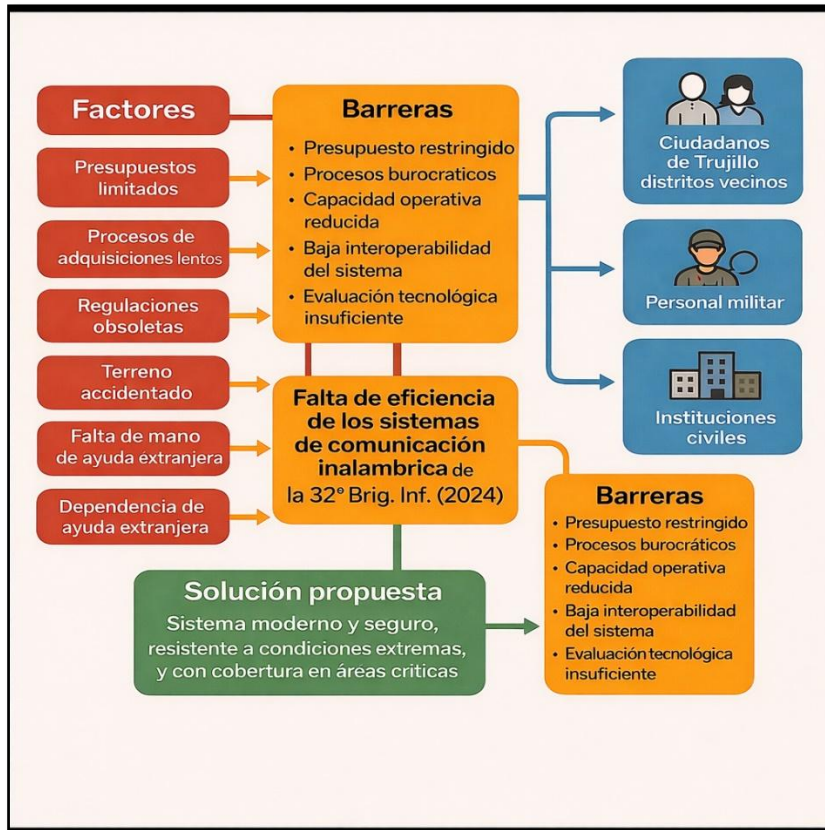 Factores
Presupuestos
limitados
Procesos de
adquisiciones lentos
Regulaciones
obsoletas
Terreno
accidentado
Falta de mano
de ayuda extranjera
Dependencia de
ayuda extranjera
Barreras
• Presupuesto restringido
• Procesos burocraticos
• Capacidad operativa
reducida
• Baja interoperabilidad
del sistema
• Evaluación tecnológica
insuficiente
Falta de eficiencia
de los sistemas
de comunicación
inalambrica de
la 32ª Brig. Inf. (2024)
Ciudadanos
de Trujillo
distritos vecinos
Personal militar
Instituciones
civiles
Solución propuesta
Sistema moderno y seguro,
resistente a condiciones extremas,
y con cobertura en áreas criticas
Barreras
• Presupuesto restringido
• Procesos burocráticos
• Capacidad operativa
reducida
• Baja interoperabilidad
del sistema
• Evaluación tecnológica
insuficiente